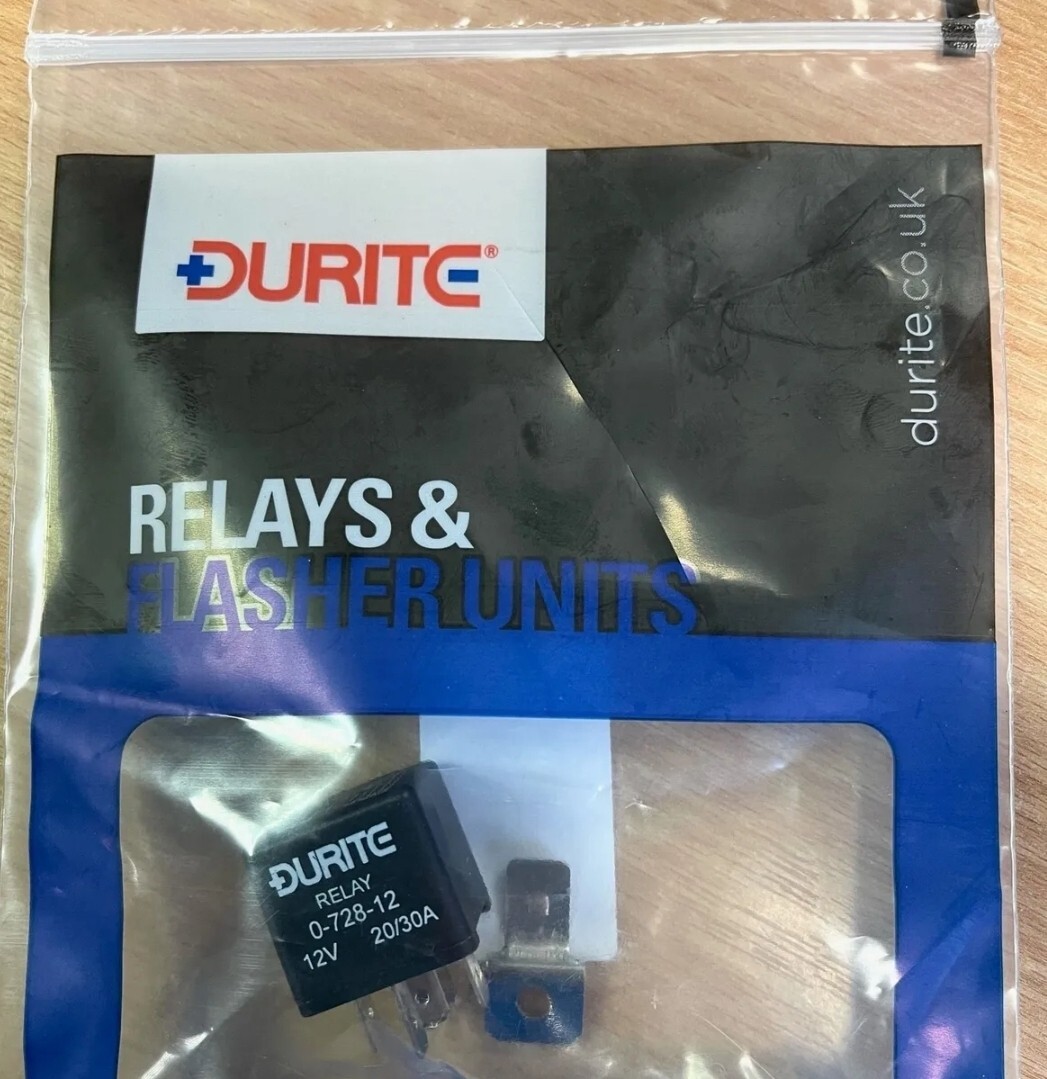 DURITE®
durite.co.uk
RELAYS &
FLASHER UNITS
DURITE
RELAY
0-728-12
12V 20/30A